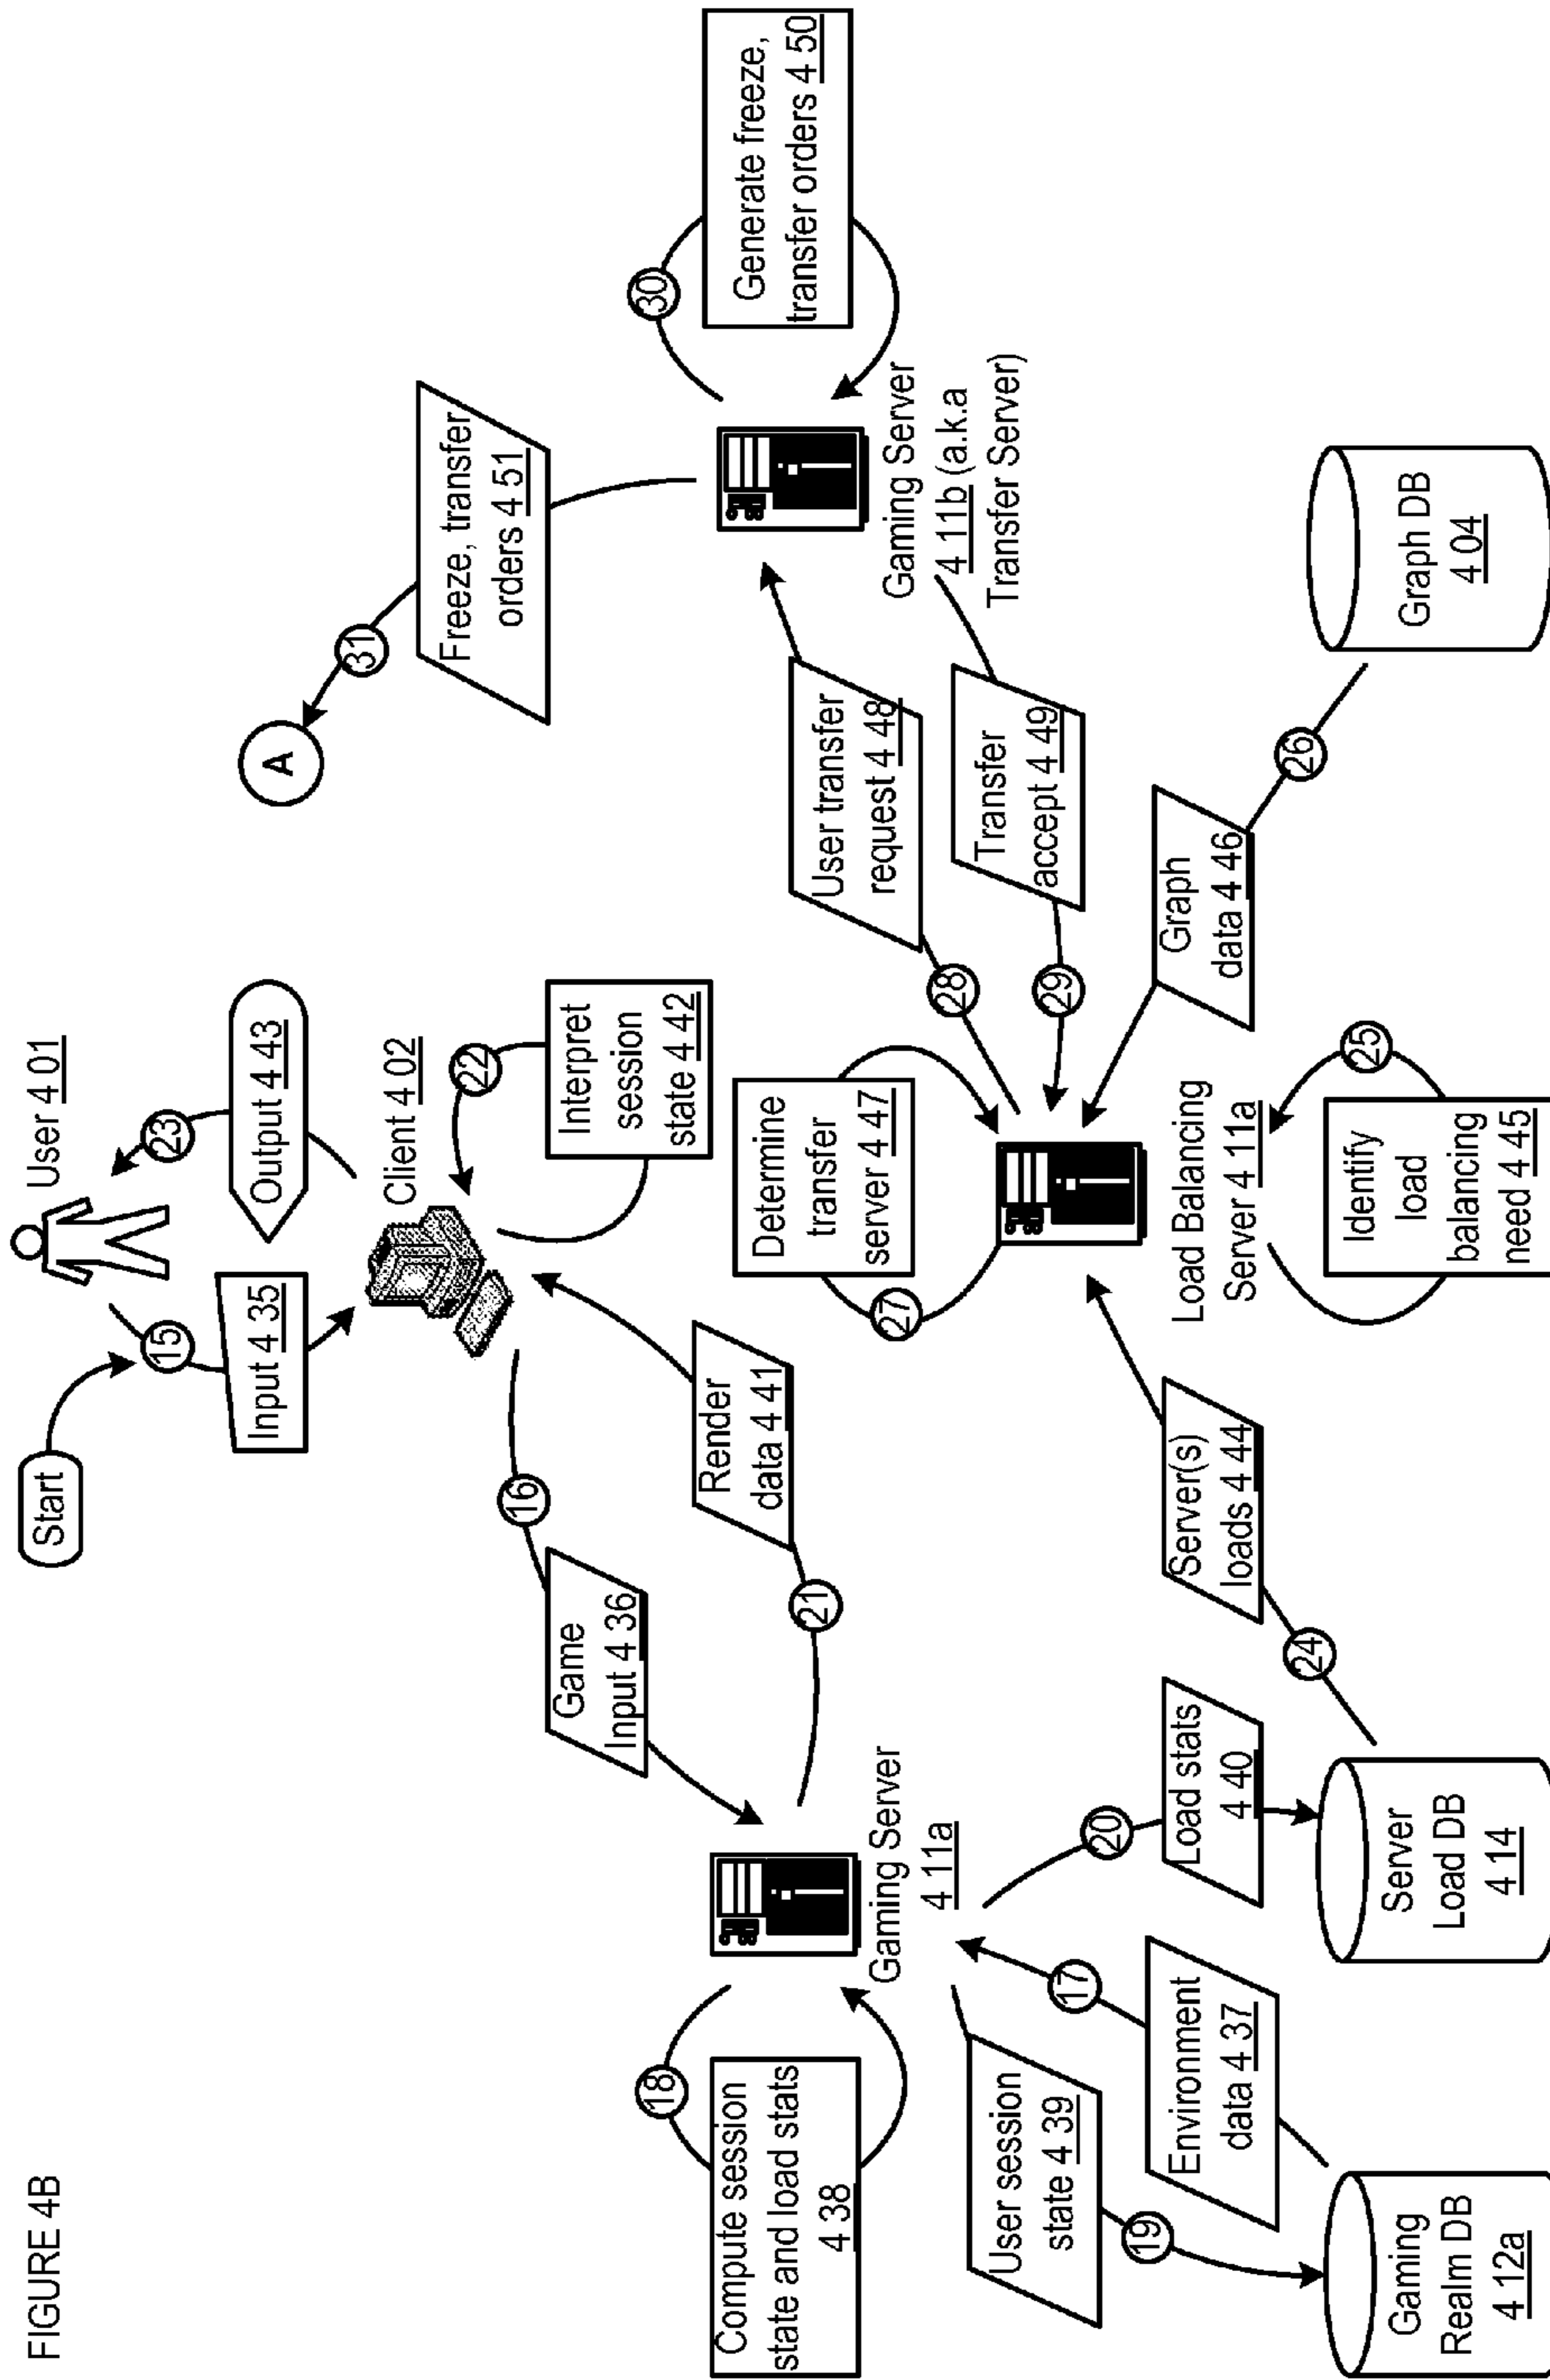 FIGURE 4B
Start
User 4 01
15
Input 4 35
23
Output 4 43
Client 4 02
22
Interpret
session
state 4 42
16
Game
Input 4 36
Render
data 4 41
21
Gaming Server
4 11a
18
Compute session
state and load stats
4 38
User session
state 4 39
19
17
Environment
data 4 37
Gaming
Realm DB
4 12a
20
Load stats
4 40
Server
Load DB
4 14
24
Server(s)
loads 4 44
Load Balancing
Server 4 11a
25
Identify
load
balancing
need 4 45
26
Graph
data 4 46
Graph DB
4 04
27
Determine
transfer
server 4 47
28
User transfer
request 4 48
29
Transfer
accept 4 49
Gaming Server
4 11b (a.k.a
Transfer Server)
30
Generate freeze,
transfer orders 4 50
31
Freeze, transfer
orders 4 51
A